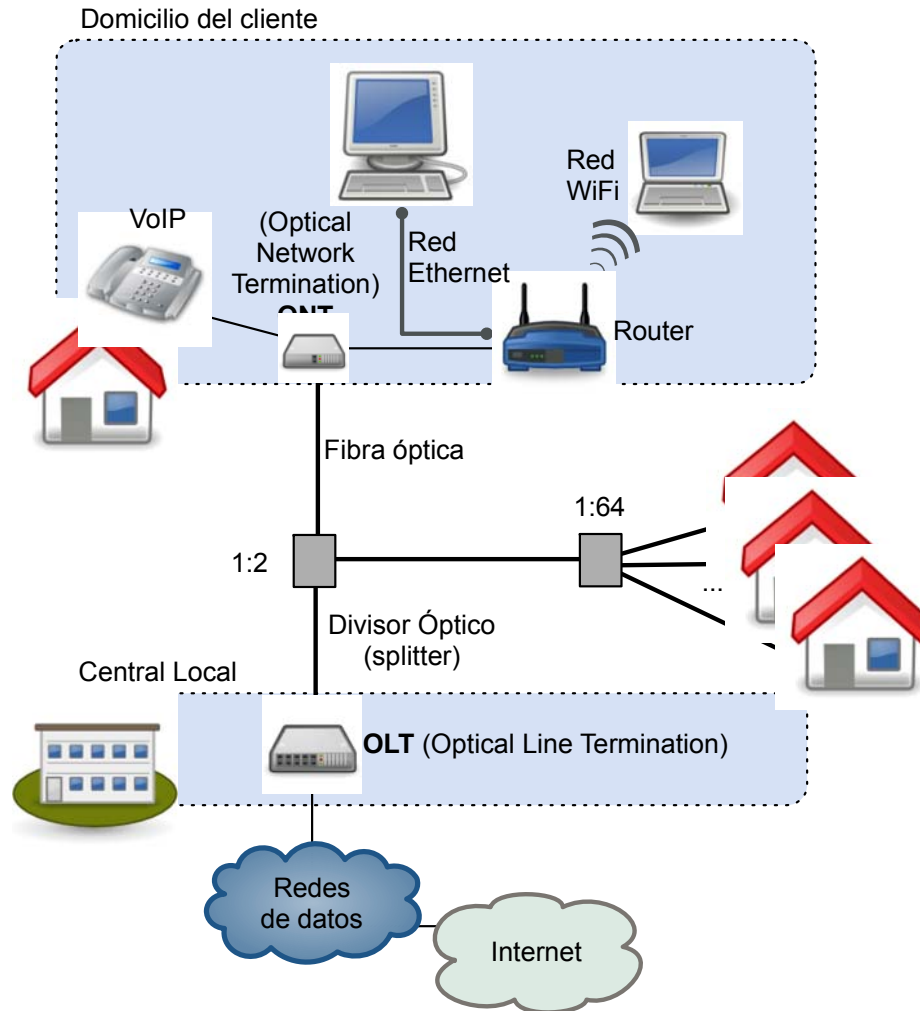 Domicilio del cliente
Red
WiFi
VoIP
(Optical
Network
Termination)
ONT
Red
Ethernet
Router
Fibra óptica
1:64
1:2
...
Divisor Óptico
(splitter)
Central Local
OLT (Optical Line Termination)
Redes
de datos
Internet